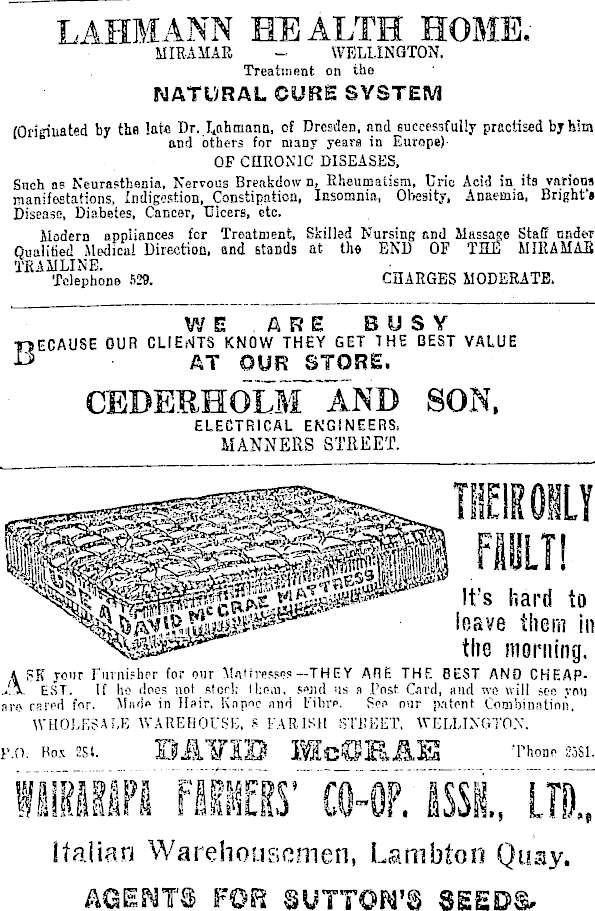 LAHMANN HEALTH HOME.
MIRAMAR — WELLINGTON.
Treatment on the
NATURAL CURE SYSTEM
(Originated by the late Dr. Lahmann, of Dresden, and successfully practised by him
and others for many years in Europe)
OF CHRONIC DISEASES,
Such as Neurasthenia, Nervous Breakdown, Rheumatism, Uric Acid in its various
manifestations, Indigestion, Constipation, Insomnia, Obesity, Anaemia, Bright's
Disease, Diabetes, Cancer, Ulcers, etc.
Modern appliances for Treatment, Skilled Nursing and Massage Staff under
Qualified Medical Direction, and stands at the END OF THE MIRAMAR
TRAMLINE.
Telephone 529. CHARGES MODERATE.
WE ARE BUSY
BECAUSE OUR CLIENTS KNOW THEY GET THE BEST VALUE
AT OUR STORE.
CEDERHOLM AND SON,
ELECTRICAL ENGINEERS,
MANNERS STREET.
USE A DAVID McCRAE MATTRESS
THEIR ONLY
FAULT!
It's hard to
leave them in
the morning.
ASK your Furnisher for our Mattresses—THEY ARE THE BEST AND CHEAP-
EST. If he does not stock them, send us a Post Card, and we will see you
are cared for. Made in Hair, Kapoc and Fibre. See our patent Combination.
WHOLESALE WAREHOUSE, 8 FARISH STREET, WELLINGTON.
P.O. Box 284. DAVID McCRAE 'Phone 2581.
WAIRARAPA FARMERS' CO-OP. ASSN., LTD.,
Italian Warehousemen, Lambton Quay.
AGENTS FOR SUTTON'S SEEDS.